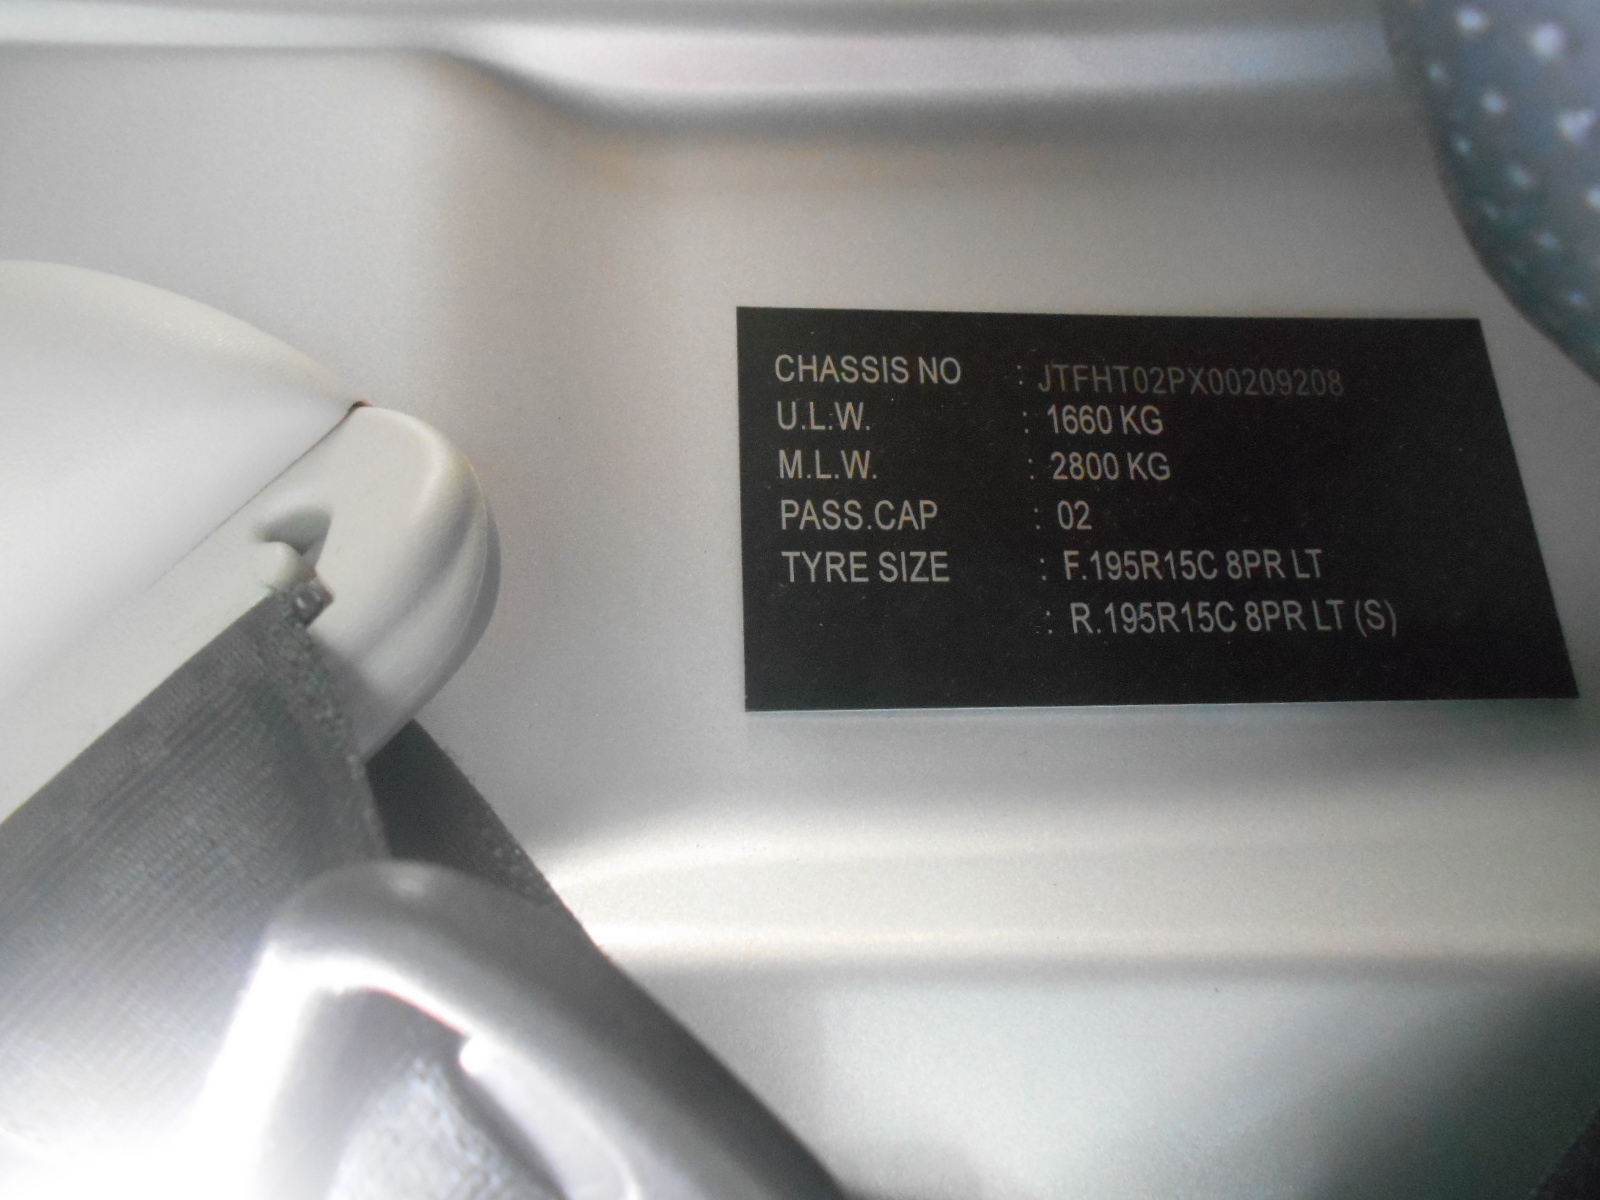 CHASSIS NO : JTFHT02PX00209208
U.L.W. : 1660 KG
M.L.W. : 2800 KG
PASS.CAP : 02
TYRE SIZE : F.195R15C 8PR LT
: R.195R15C 8PR LT (S)